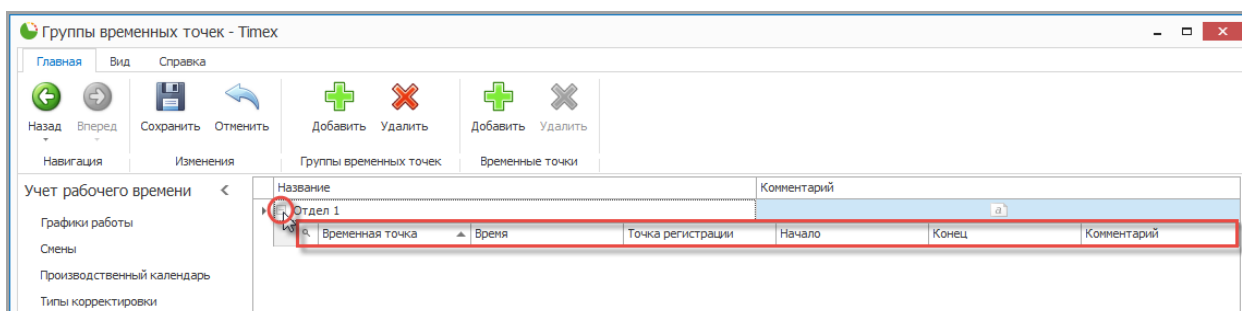 Группы временных точек - Timex
Главная Вид Справка
Назад Вперед Сохранить Отменить Добавить Удалить Добавить Удалить
Навигация Изменения Группы временных точек Временные точки
Учет рабочего времени <
Название Комментарий
Отдел 1 a
Графики работы
Временная точка Время Точка регистрации Начало Конец Комментарий
Смены
Производственный календарь
Типы корректировки